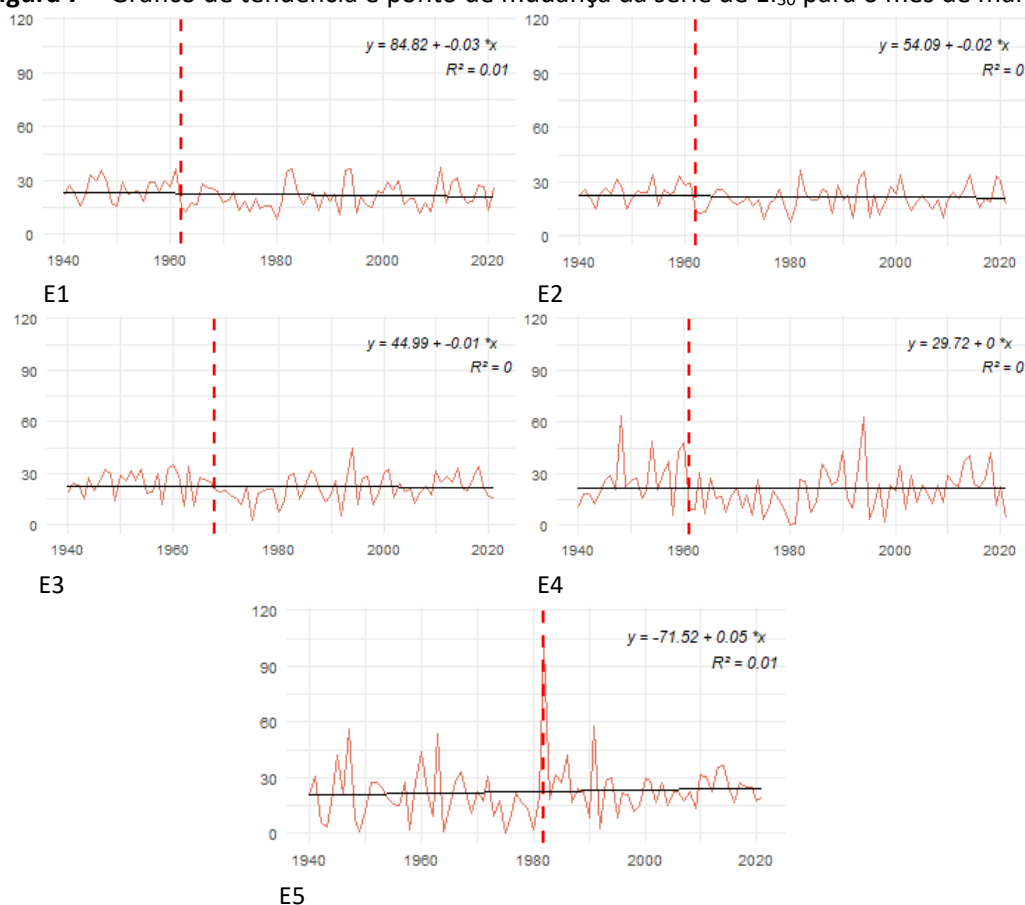 Gráfico de tendência e ponto de mudança da série de EI₃₀ para o mês de
120
90
60
30
0
y = 84.82 + -0.03 *x
R² = 0.01
1940 1960 1980 2000 2020
E1
120
90
60
30
0
y = 54.09 + -0.02 *x
R² = 0
1940 1960 1980 2000 2020
E2
120
90
60
30
0
y = 44.99 + -0.01 *x
R² = 0
1940 1960 1980 2000 2020
E3
120
90
60
30
0
y = 29.72 + 0 *x
R² = 0
1940 1960 1980 2000 2020
E4
120
90
60
30
0
y = -71.52 + 0.05 *x
R² = 0.01
1940 1960 1980 2000 2020
E5